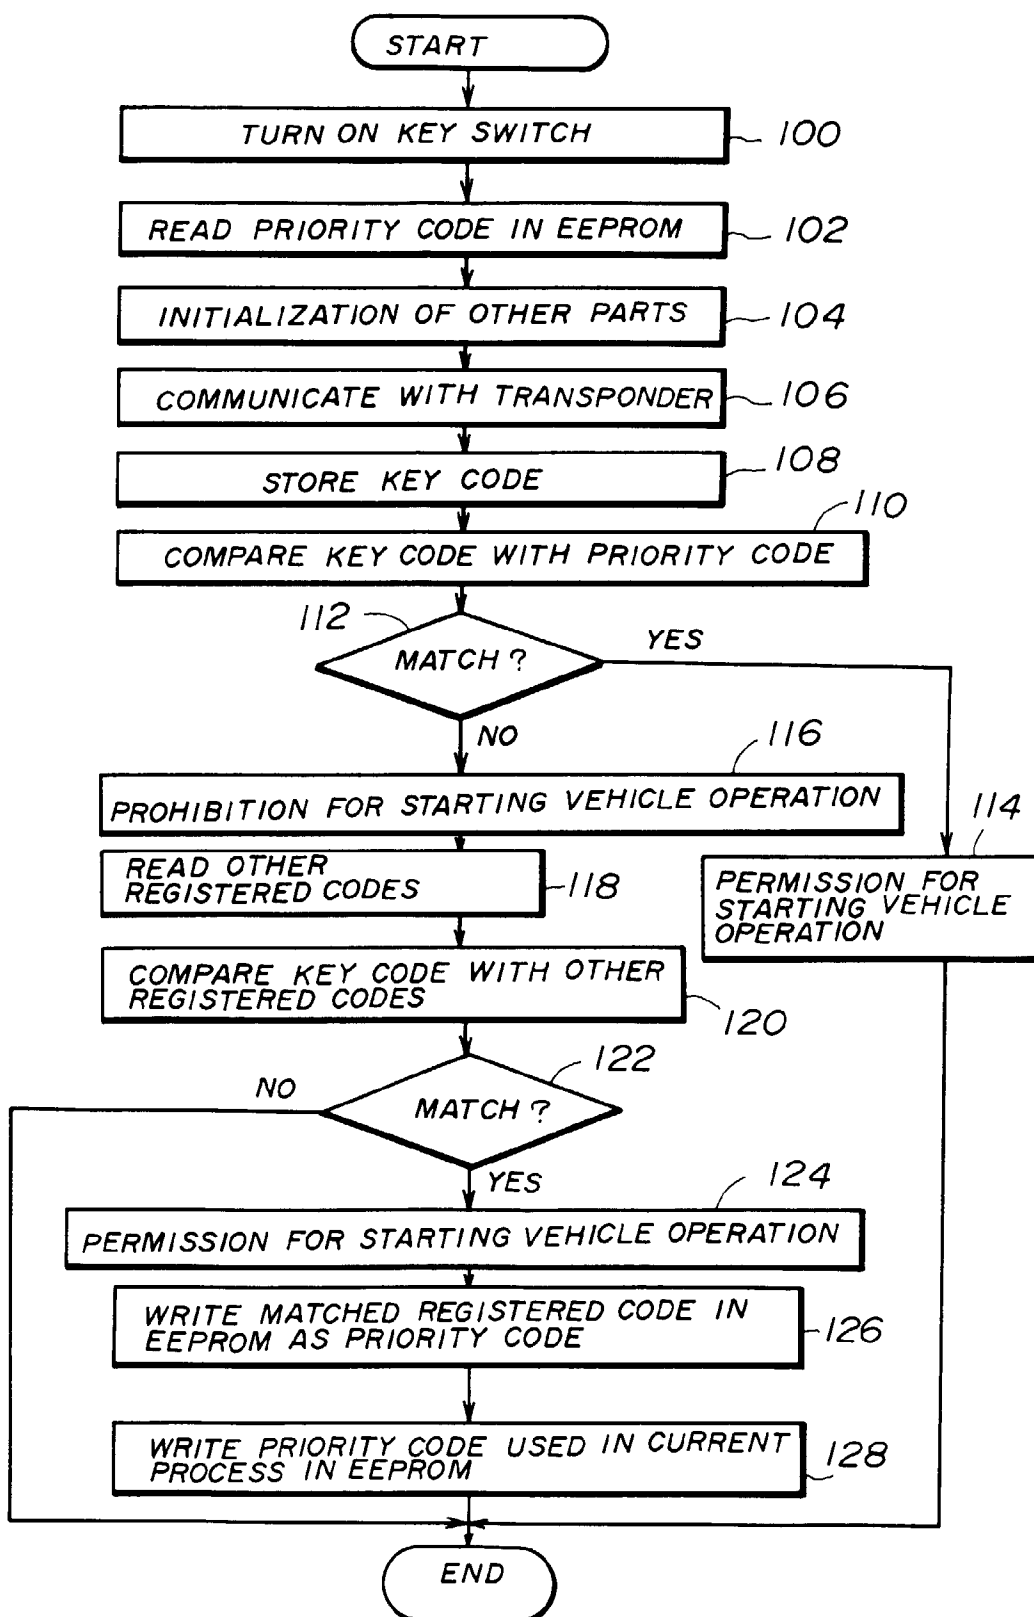 START
TURN ON KEY SWITCH
100
READ PRIORITY CODE IN EEPROM
102
INITIALIZATION OF OTHER PARTS
104
COMMUNICATE WITH TRANSPONDER
106
STORE KEY CODE
108
110
COMPARE KEY CODE WITH PRIORITY CODE
112
MATCH?
YES
NO
116
PROHIBITION FOR STARTING VEHICLE OPERATION
114
READ OTHER
REGISTERED CODES
118
PERMISSION FOR
STARTING VEHICLE
OPERATION
COMPARE KEY CODE WITH OTHER
REGISTERED CODES
120
122
NO
MATCH?
YES
124
PERMISSION FOR STARTING VEHICLE OPERATION
WRITE MATCHED REGISTERED CODE IN
EEPROM AS PRIORITY CODE
126
WRITE PRIORITY CODE USED IN CURRENT
PROCESS IN EEPROM
128
END